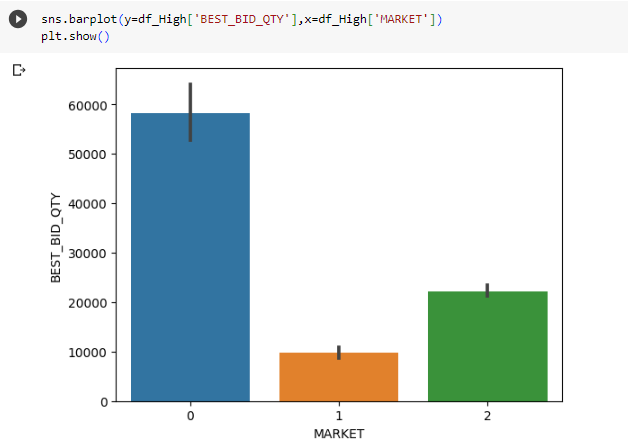 sns.barplot(y=df_High['BEST_BID_QTY'],x=df_High['MARKET'])
plt.show()
60000
50000
40000
30000
20000
10000
0
BEST_BID_QTY
0 1 2
MARKET